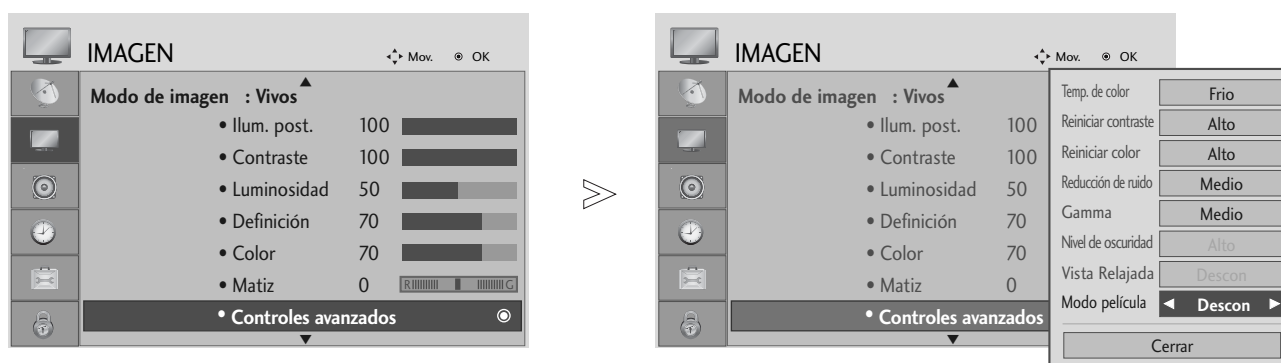 IMAGEN
Mov. OK
Modo de imagen : Vivos
• Ilum. post. 100
• Contraste 100
• Luminosidad 50
• Definición 70
• Color 70
• Matiz 0 R G
• Controles avanzados
IMAGEN
Mov. OK
Modo de imagen : Vivos
• Ilum. post. 100
• Contraste 100
• Luminosidad 50
• Definición 70
• Color 70
• Matiz 0
• Controles avanzados
Temp. de color Frio
Reiniciar contraste Alto
Reiniciar color Alto
Reducción de ruido Medio
Gamma Medio
Nivel de oscuridad Alto
Vista Relajada Descon
Modo película ◄ Descon ►
Cerrar